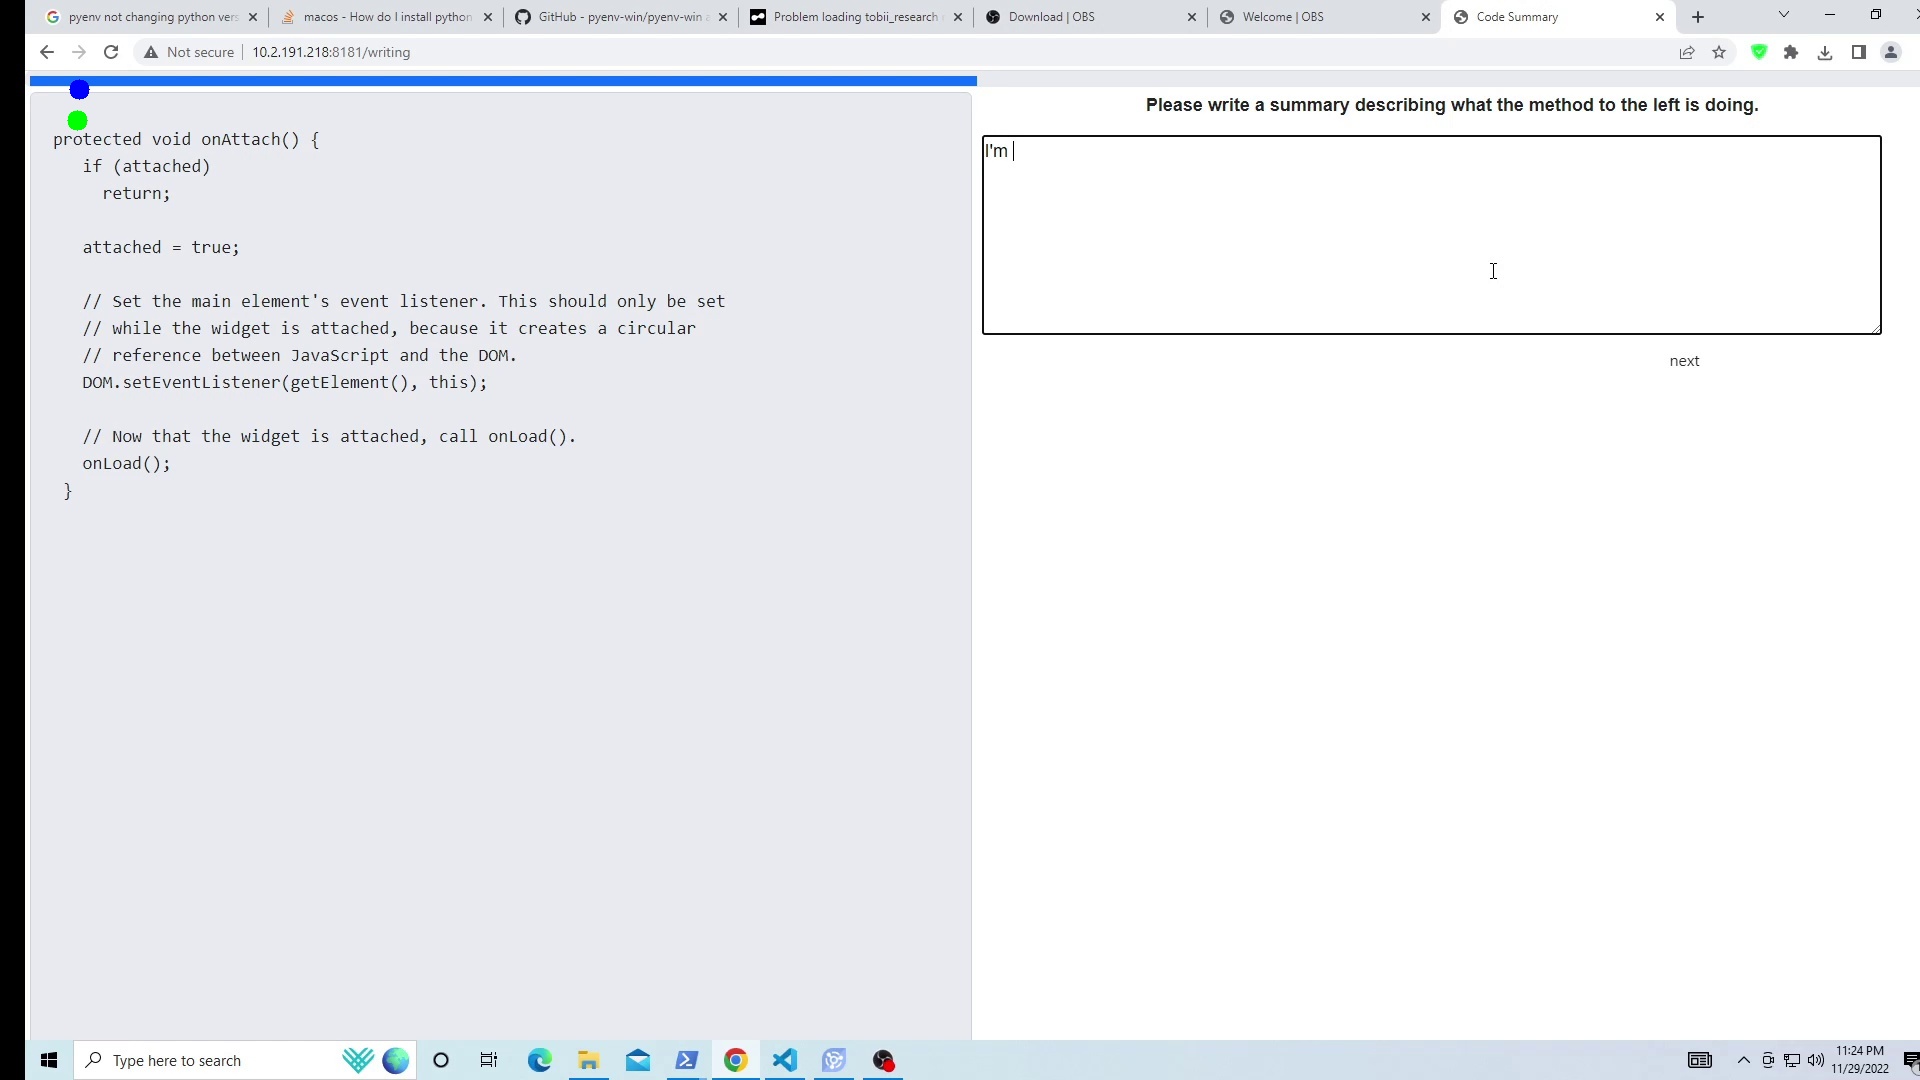 pyenv not changing python vers
macos - How do I install python
GitHub - pyenv-win/pyenv-win a
Problem loading tobii_research
Download | OBS
Welcome | OBS
Code Summary
Not secure
10.2.191.218:8181/writing
protected void onAttach() {
if (attached)
return;
attached = true;
// Set the main element's event listener. This should only be set
// while the widget is attached, because it creates a circular
// reference between JavaScript and the DOM.
DOM.setEventListener(getElement(), this);
// Now that the widget is attached, call onLoad().
onLoad();
}
Please write a summary describing what the method to the left is doing.
I'm
next
Type here to search
11:24 PM
11/29/2022